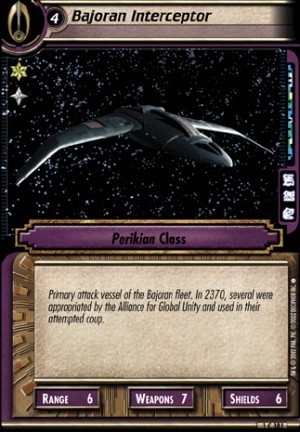 4 Bajoran Interceptor
Perikian Class
Primary attack vessel of the Bajoran fleet. In 2370, several were
appropriated by the Alliance for Global Unity and used in their
attempted coup.
RANGE 6 WEAPONS 7 SHIELDS 6